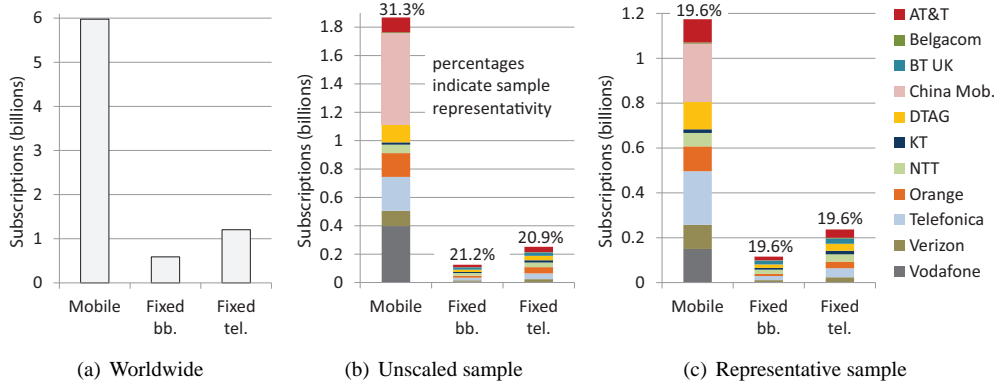 Subscriptions (billions)
6
5
4
3
2
1
0
Mobile
Fixed bb.
Fixed tel.
(a) Worldwide
Subscriptions (billions)
1.8
1.6
1.4
1.2
1
0.8
0.6
0.4
0.2
0
31.3%
percentages
indicate sample
representativity
21.2%
20.9%
Mobile
Fixed bb.
Fixed tel.
(b) Unscaled sample
Subscriptions (billions)
1.2
1
0.8
0.6
0.4
0.2
0
19.6%
19.6%
19.6%
Mobile
Fixed bb.
Fixed tel.
(c) Representative sample
AT&T
Belgacom
BT UK
China Mob.
DTAG
KT
NTT
Orange
Telefonica
Verizon
Vodafone